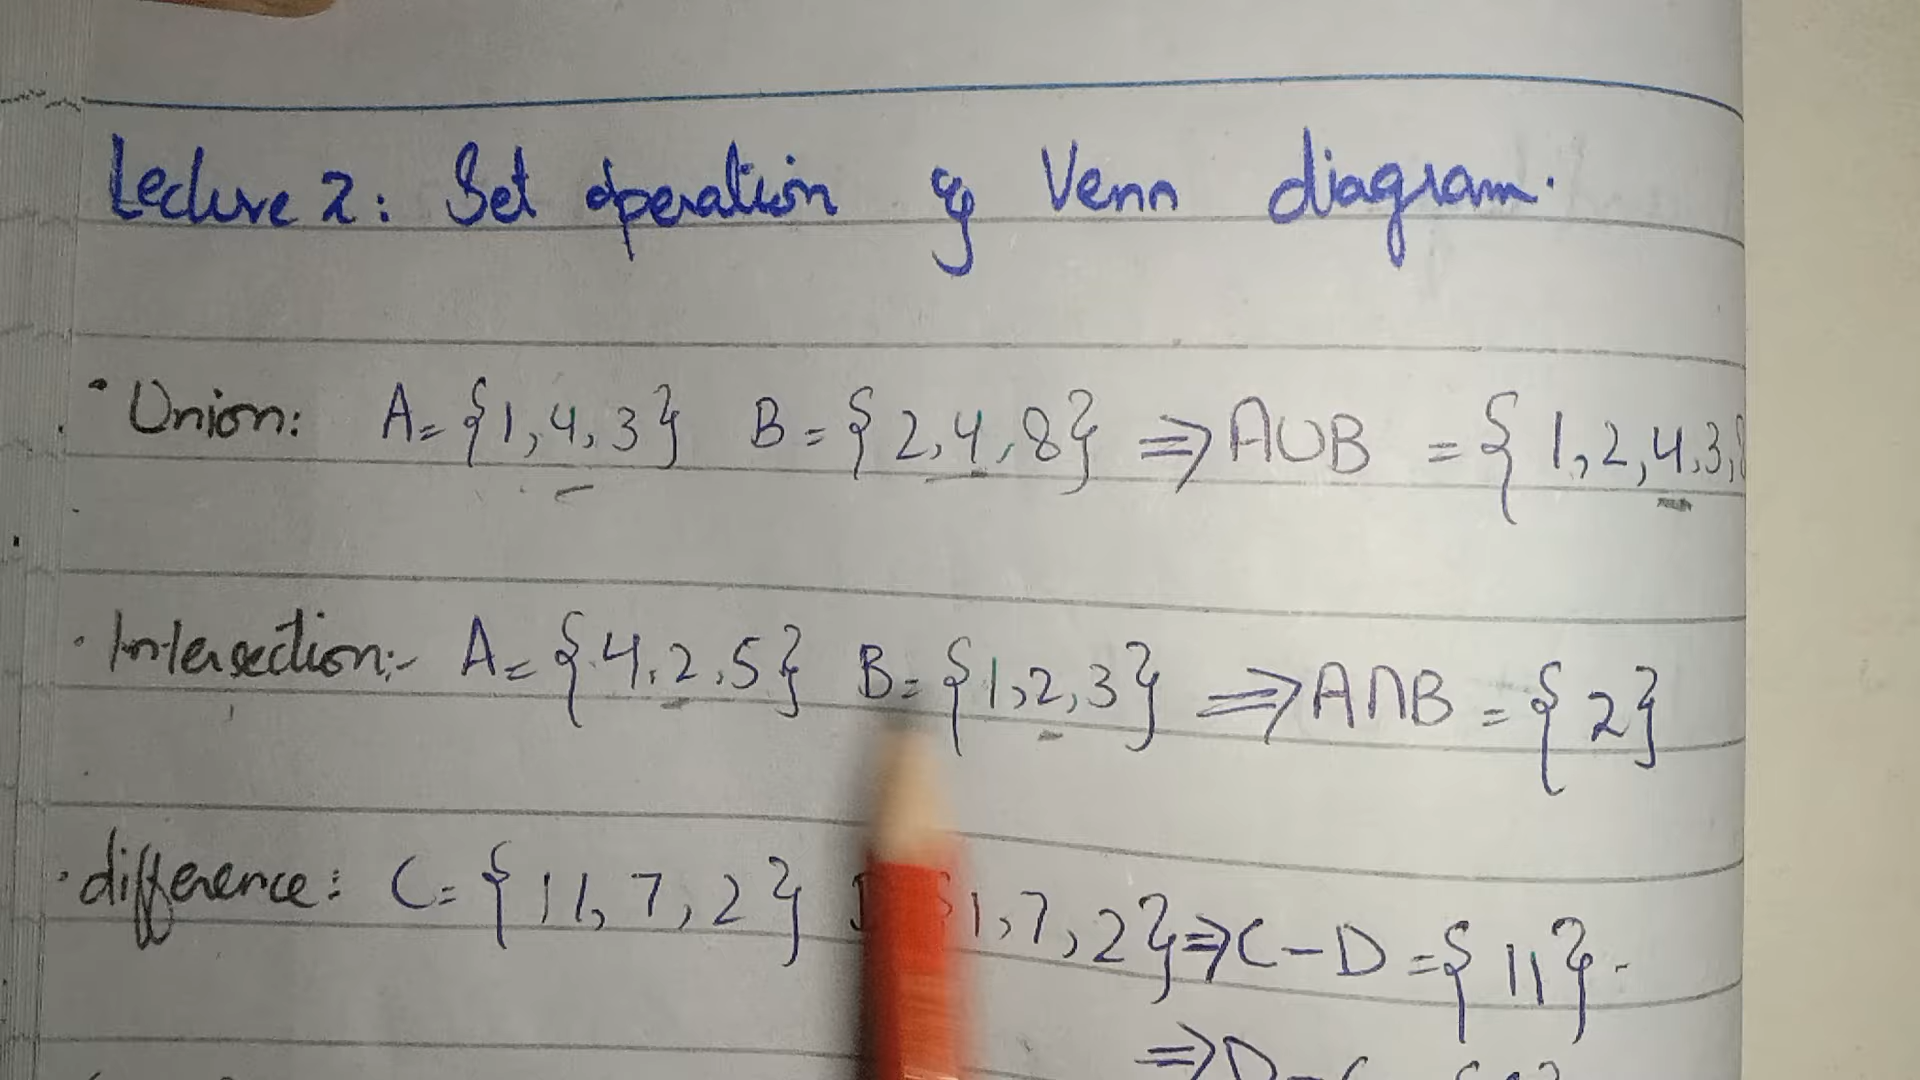 Lecture 2: Set operation & Venn diagram.
• Union: A = {1, 4, 3} B = {2, 4, 8} ⇒ A∪B = {1, 2, 4, 3,
• Intersection:- A = {4, 2, 5} B = {1, 2, 3} ⇒ A∩B = {2}
• difference: C = {11, 7, 2} {1, 7, 2} ⇒ C - D = {11}.
⇒ D - C